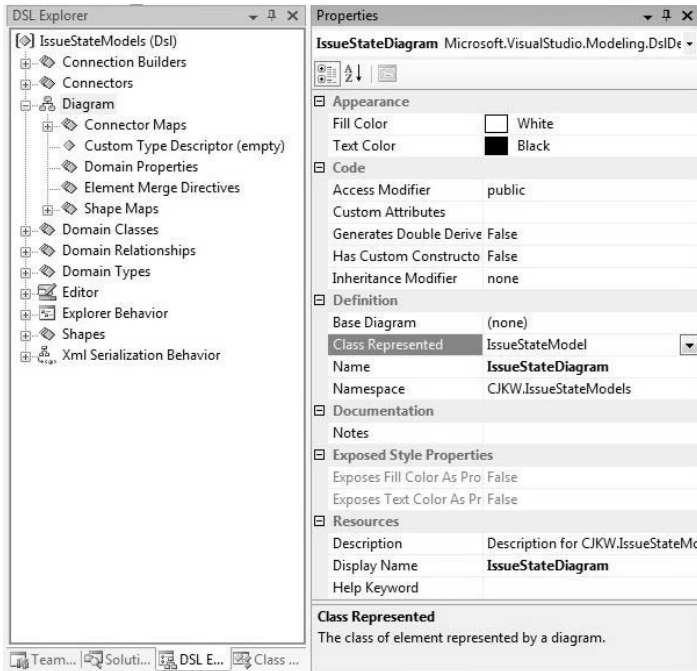 DSL Explorer
IssueStateModels (Dsl)
Connection Builders
Connectors
Diagram
Connector Maps
Custom Type Descriptor (empty)
Domain Properties
Element Merge Directives
Shape Maps
Domain Classes
Domain Relationships
Domain Types
Editor
Explorer Behavior
Shapes
Xml Serialization Behavior
Team... Soluti... DSL E... Class ...
Properties
IssueStateDiagram Microsoft.VisualStudio.Modeling.DslDe
Appearance
Fill Color White
Text Color Black
Code
Access Modifier public
Custom Attributes
Generates Double Derive False
Has Custom Constructo False
Inheritance Modifier none
Definition
Base Diagram (none)
Class Represented IssueStateModel
Name IssueStateDiagram
Namespace CJKW.IssueStateModels
Documentation
Notes
Exposed Style Properties
Exposes Fill Color As Pro False
Exposes Text Color As Pr False
Resources
Description Description for CJKW.IssueStateMo
Display Name IssueStateDiagram
Help Keyword
Class Represented
The class of element represented by a diagram.